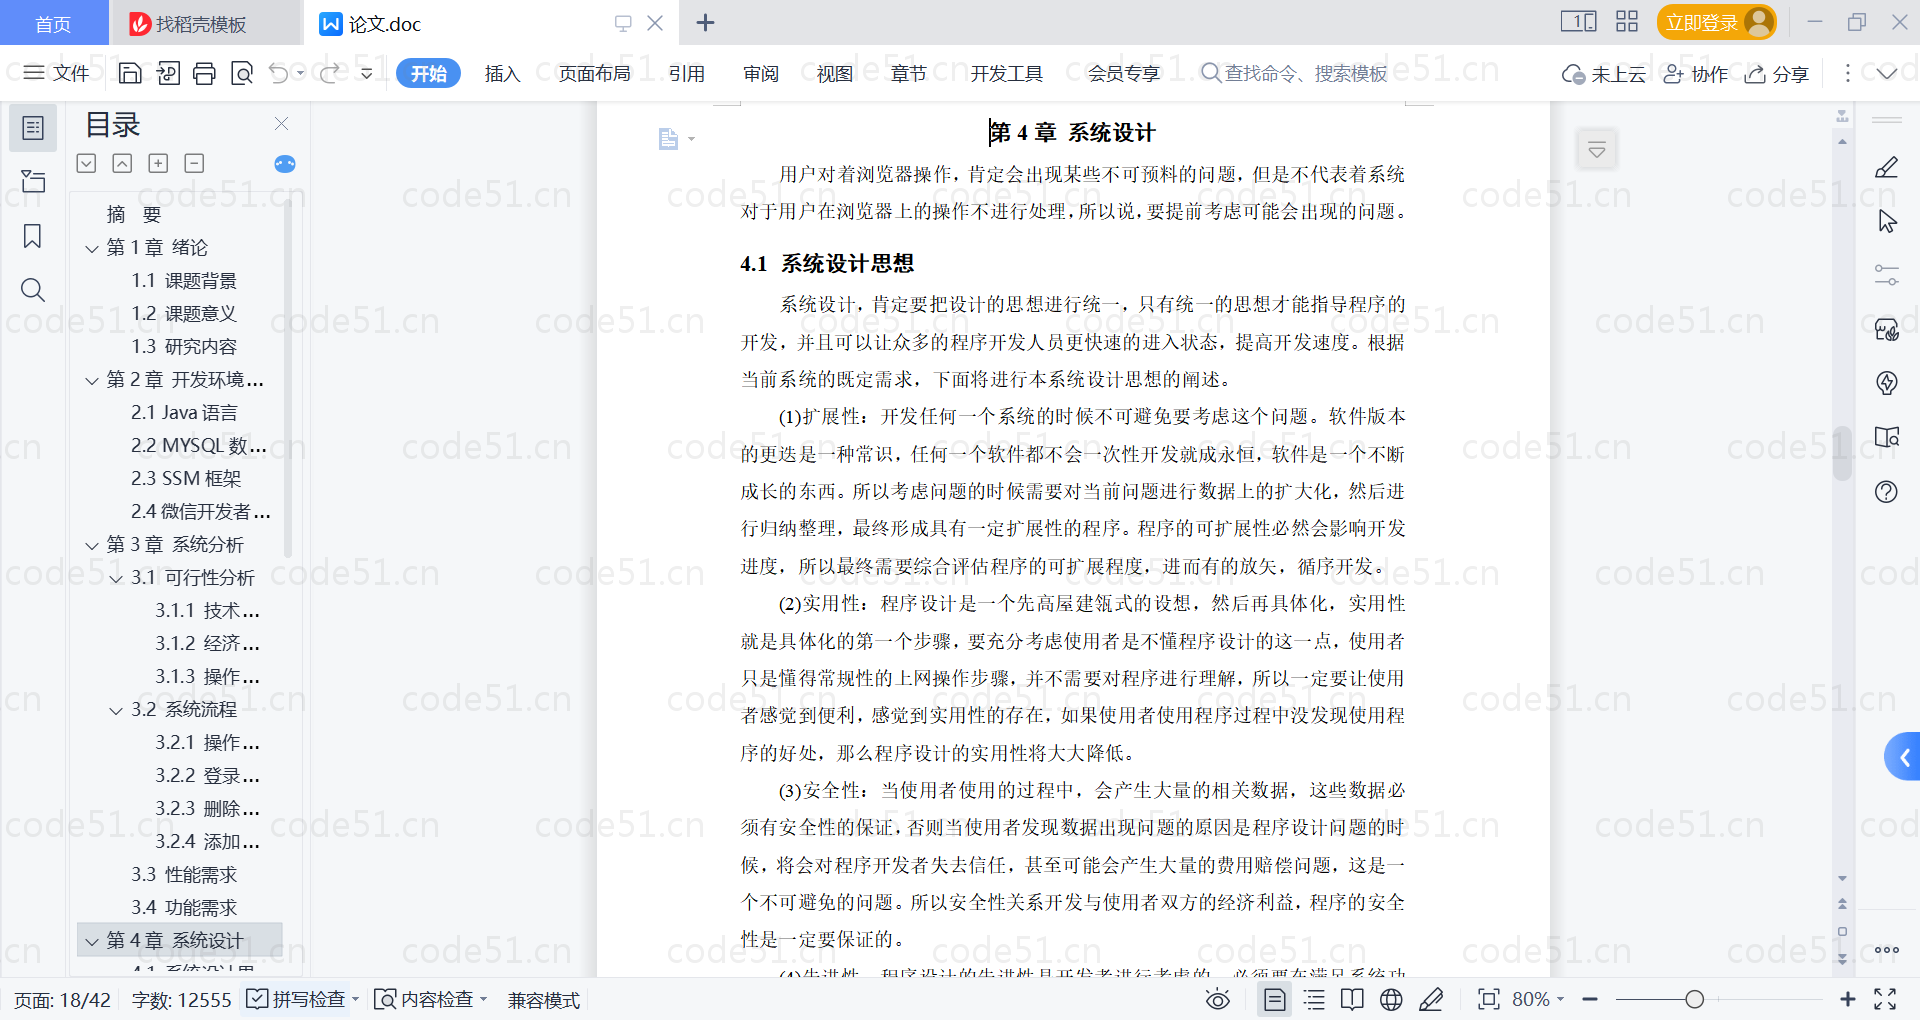 首页
找稻壳模板
论文.doc
立即登录
文件
开始
插入
页面布局
引用
审阅
视图
章节
开发工具
会员专享
查找命令、搜索模板
未上云
协作
分享
目录
摘 要
第 1 章 绪论
1.1 课题背景
1.2 课题意义
1.3 研究内容
第 2 章 开发环境...
2.1 Java 语言
2.2 MYSQL 数...
2.3 SSM 框架
2.4 微信开发者...
第 3 章 系统分析
3.1 可行性分析
3.1.1 技术...
3.1.2 经济...
3.1.3 操作...
3.2 系统流程
3.2.1 操作...
3.2.2 登录...
3.2.3 删除...
3.2.4 添加...
3.3 性能需求
3.4 功能需求
第 4 章 系统设计
第 4 章 系统设计
用户对着浏览器操作，肯定会出现某些不可预料的问题，但是不代表着系统
对于用户在浏览器上的操作不进行处理，所以说，要提前考虑可能会出现的问题。
4.1 系统设计思想
系统设计，肯定要把设计的思想进行统一，只有统一的思想才能指导程序的
开发，并且可以让众多的程序开发人员更快速的进入状态，提高开发速度。根据
当前系统的既定需求，下面将进行本系统设计思想的阐述。
(1)扩展性：开发任何一个系统的时候不可避免要考虑这个问题。软件版本
的更迭是一种常识，任何一个软件都不会一次性开发就成永恒，软件是一个不断
成长的东西。所以考虑问题的时候需要对当前问题进行数据上的扩大化，然后进
行归纳整理，最终形成具有一定扩展性的程序。程序的可扩展性必然会影响开发
进度，所以最终需要综合评估程序的可扩展程度，进而有的放矢，循序开发。
(2)实用性：程序设计是一个先高屋建瓴式的设想，然后再具体化，实用性
就是具体化的第一个步骤，要充分考虑使用者是不懂程序设计的这一点，使用者
只是懂得常规性的上网操作步骤，并不需要对程序进行理解，所以一定要让使用
者感觉到便利，感觉到实用性的存在，如果使用者使用程序过程中没发现使用程
序的好处，那么程序设计的实用性将大大降低。
(3)安全性：当使用者使用的过程中，会产生大量的相关数据，这些数据必
须有安全性的保证，否则当使用者发现数据出现问题的原因是程序设计问题的时
候，将会对程序开发者失去信任，甚至可能会产生大量的费用赔偿问题，这是一
个不可避免的问题。所以安全性关系开发与使用者双方的经济利益，程序的安全
性是一定要保证的。
(4)先进性：程序设计的先进性是开发者进行考虑的，必须要在满足系统功
页面: 18/42
字数: 12555
拼写检查
内容检查
兼容模式
80%
code51.cn